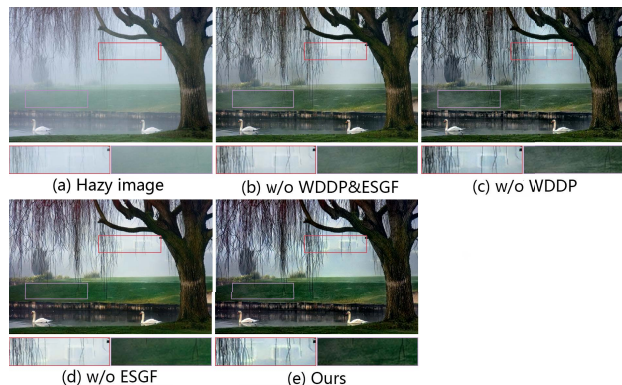 (a) Hazy image
(b) w/o WDDP&ESGF
(c) w/o WDDP
(d) w/o ESGF
(e) Ours